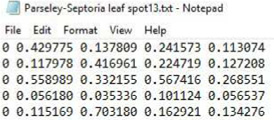 Parseley-Septoria leaf spot13.txt - Notepad
File Edit Format View Help
0 0.429775 0.137809 0.241573 0.113074
0 0.117978 0.416961 0.224719 0.127208
0 0.558989 0.332155 0.567416 0.268551
0 0.056180 0.035336 0.101124 0.056537
0 0.115169 0.703180 0.162921 0.134276